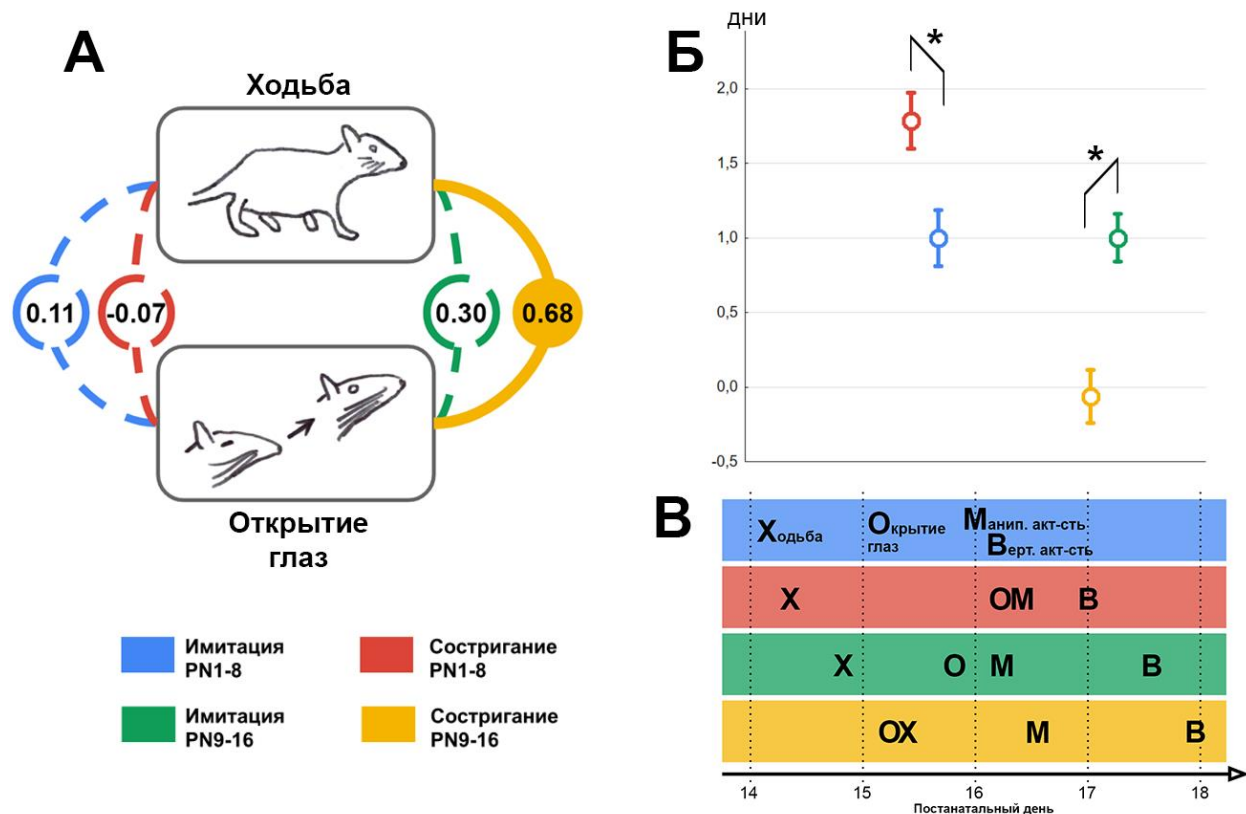 А
Ходьба
0.11
-0.07
0.30
0.68
Открытие
глаз
Имитация
PN1-8
Состригание
PN1-8
Имитация
PN9-16
Состригание
PN9-16
Б
дни
2,0
1,5
1,0
0,5
0,0
-0,5
*
*
В
Ходьба
Окрытие
глаз
Манип. акт-сть
Верт. акт-сть
Х ОМ В
Х О М В
ОХ М В
14 15 16 17 18
Постанатальный день